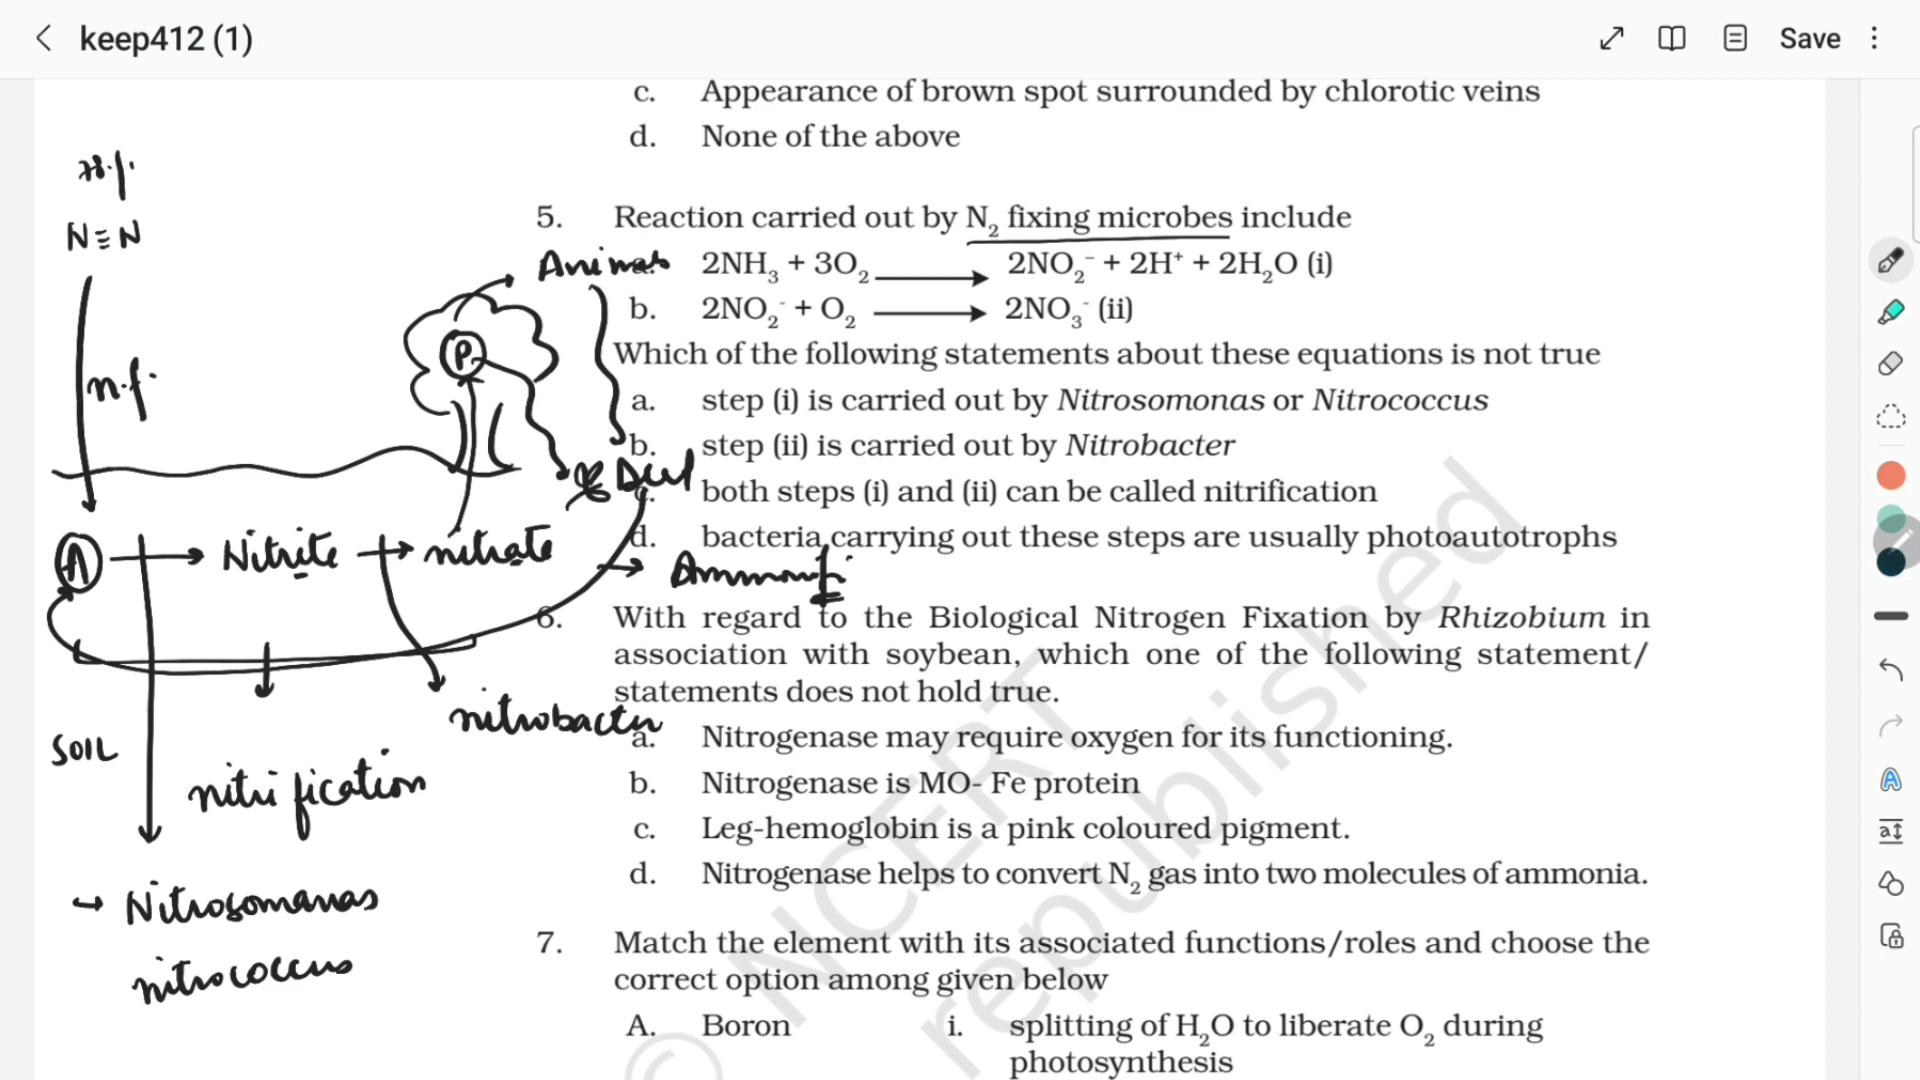 keep412 (1)
Save
c. Appearance of brown spot surrounded by chlorotic veins
d. None of the above
78%
N≡N
n.f.
5. Reaction carried out by N₂ fixing microbes include
Animals 2NH₃ + 3O₂ ⟶ 2NO₂⁻ + 2H⁺ + 2H₂O (i)
b. 2NO₂⁻ + O₂ ⟶ 2NO₃⁻ (ii)
P
Which of the following statements about these equations is not true
a. step (i) is carried out by Nitrosomonas or Nitrococcus
b. step (ii) is carried out by Nitrobacter
c. both steps (i) and (ii) can be called nitrification
d. bacteria carrying out these steps are usually photoautotrophs
A → Nitrite → nitrate
6. With regard to the Biological Nitrogen Fixation by Rhizobium in
association with soybean, which one of the following statement/
statements does not hold true.
nitrobacter
a. Nitrogenase may require oxygen for its functioning.
b. Nitrogenase is MO- Fe protein
c. Leg-hemoglobin is a pink coloured pigment.
d. Nitrogenase helps to convert N₂ gas into two molecules of ammonia.
SOIL
nitrification
→ Nitrosomanas
nitrococcus
7. Match the element with its associated functions/roles and choose the
correct option among given below
A. Boron i. splitting of H₂O to liberate O₂ during
photosynthesis
© NCERT
republished